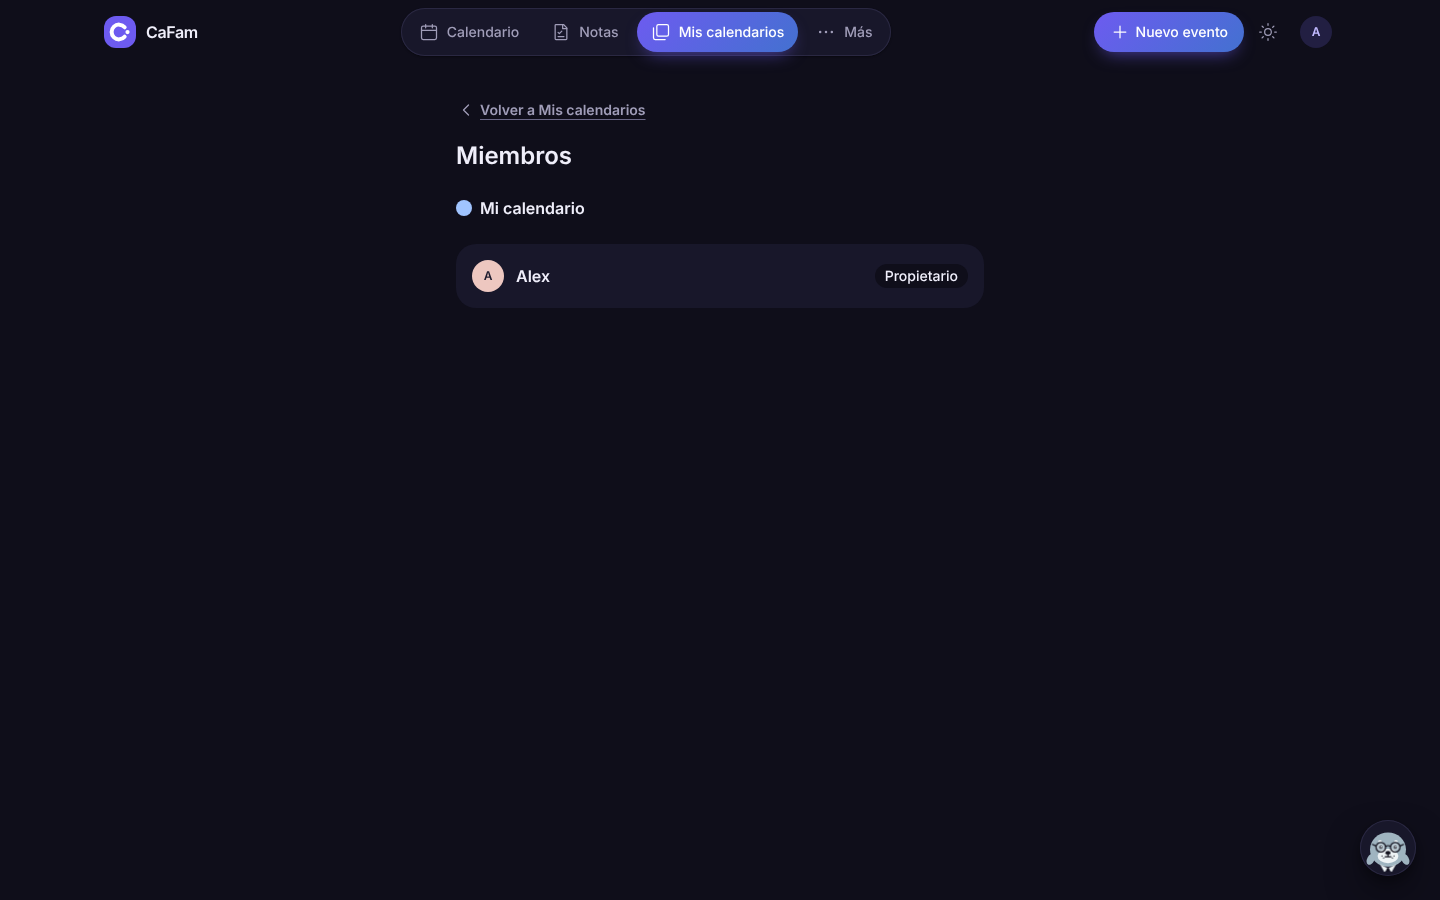 CaFam
Calendario
Notas
Mis calendarios
Más
Nuevo evento
A
Volver a Mis calendarios
Miembros
Mi calendario
A
Alex
Propietario